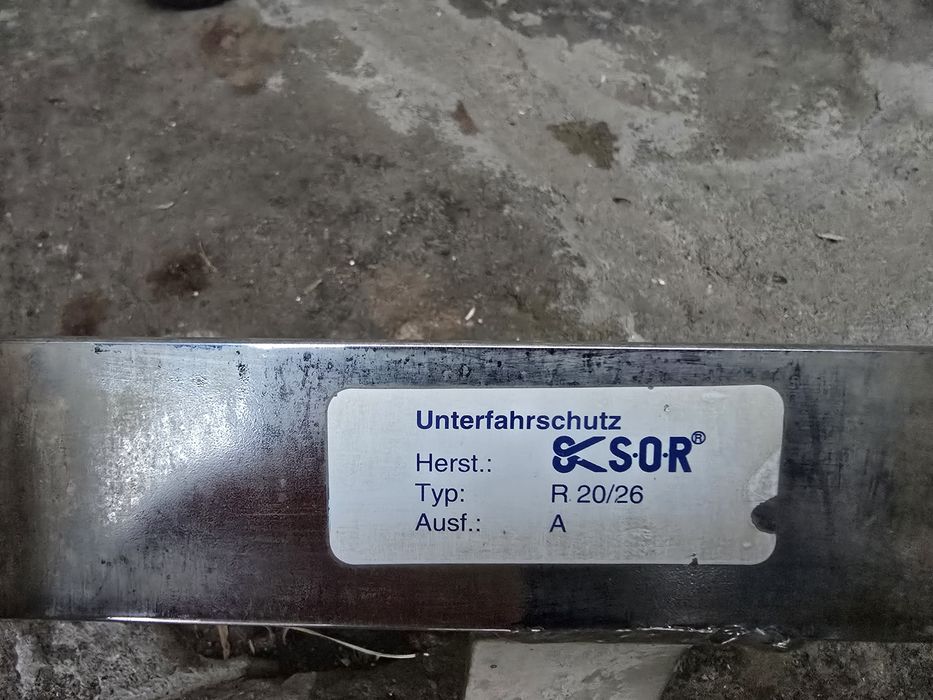 Unterfahrschutz
Herst.: S·O·R®
Typ: R 20/26
Ausf.: A